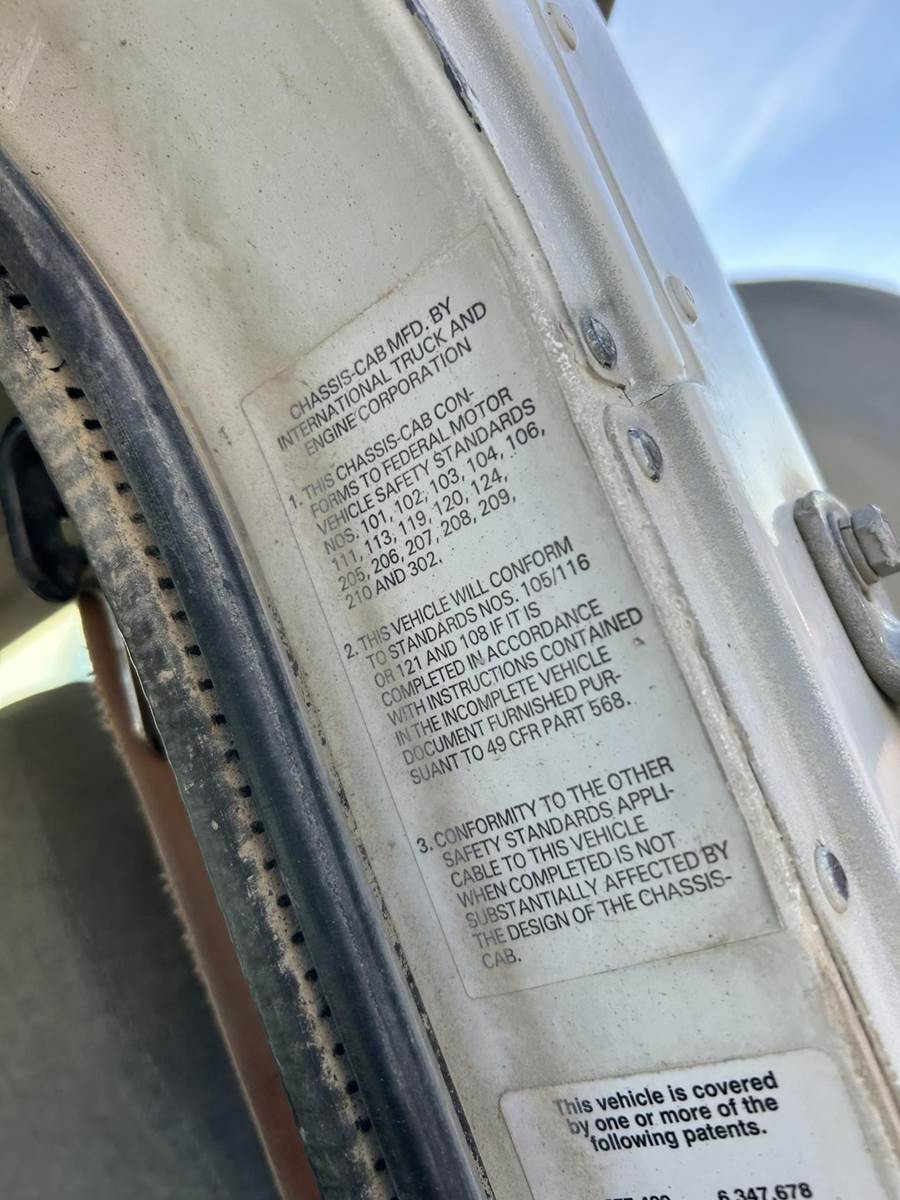 CHASSIS-CAB MFD. BY
INTERNATIONAL TRUCK AND
ENGINE CORPORATION
1. THIS CHASSIS-CAB CON-
FORMS TO FEDERAL MOTOR
VEHICLE SAFETY STANDARDS
NOS. 101, 102, 103, 104, 106,
111, 113, 119, 120, 124,
205, 206, 207, 208, 209,
210 AND 302.
2. THIS VEHICLE WILL CONFORM
TO STANDARDS NOS. 105/116
OR 121 AND 108 IF IT IS
COMPLETED IN ACCORDANCE
WITH INSTRUCTIONS CONTAINED
IN THE INCOMPLETE VEHICLE
DOCUMENT FURNISHED PUR-
SUANT TO 49 CFR PART 568.
3. CONFORMITY TO THE OTHER
SAFETY STANDARDS APPLI-
CABLE TO THIS VEHICLE
WHEN COMPLETED IS NOT
SUBSTANTIALLY AFFECTED BY
THE DESIGN OF THE CHASSIS-
CAB.
This vehicle is covered
by one or more of the
following patents.
6,347,678